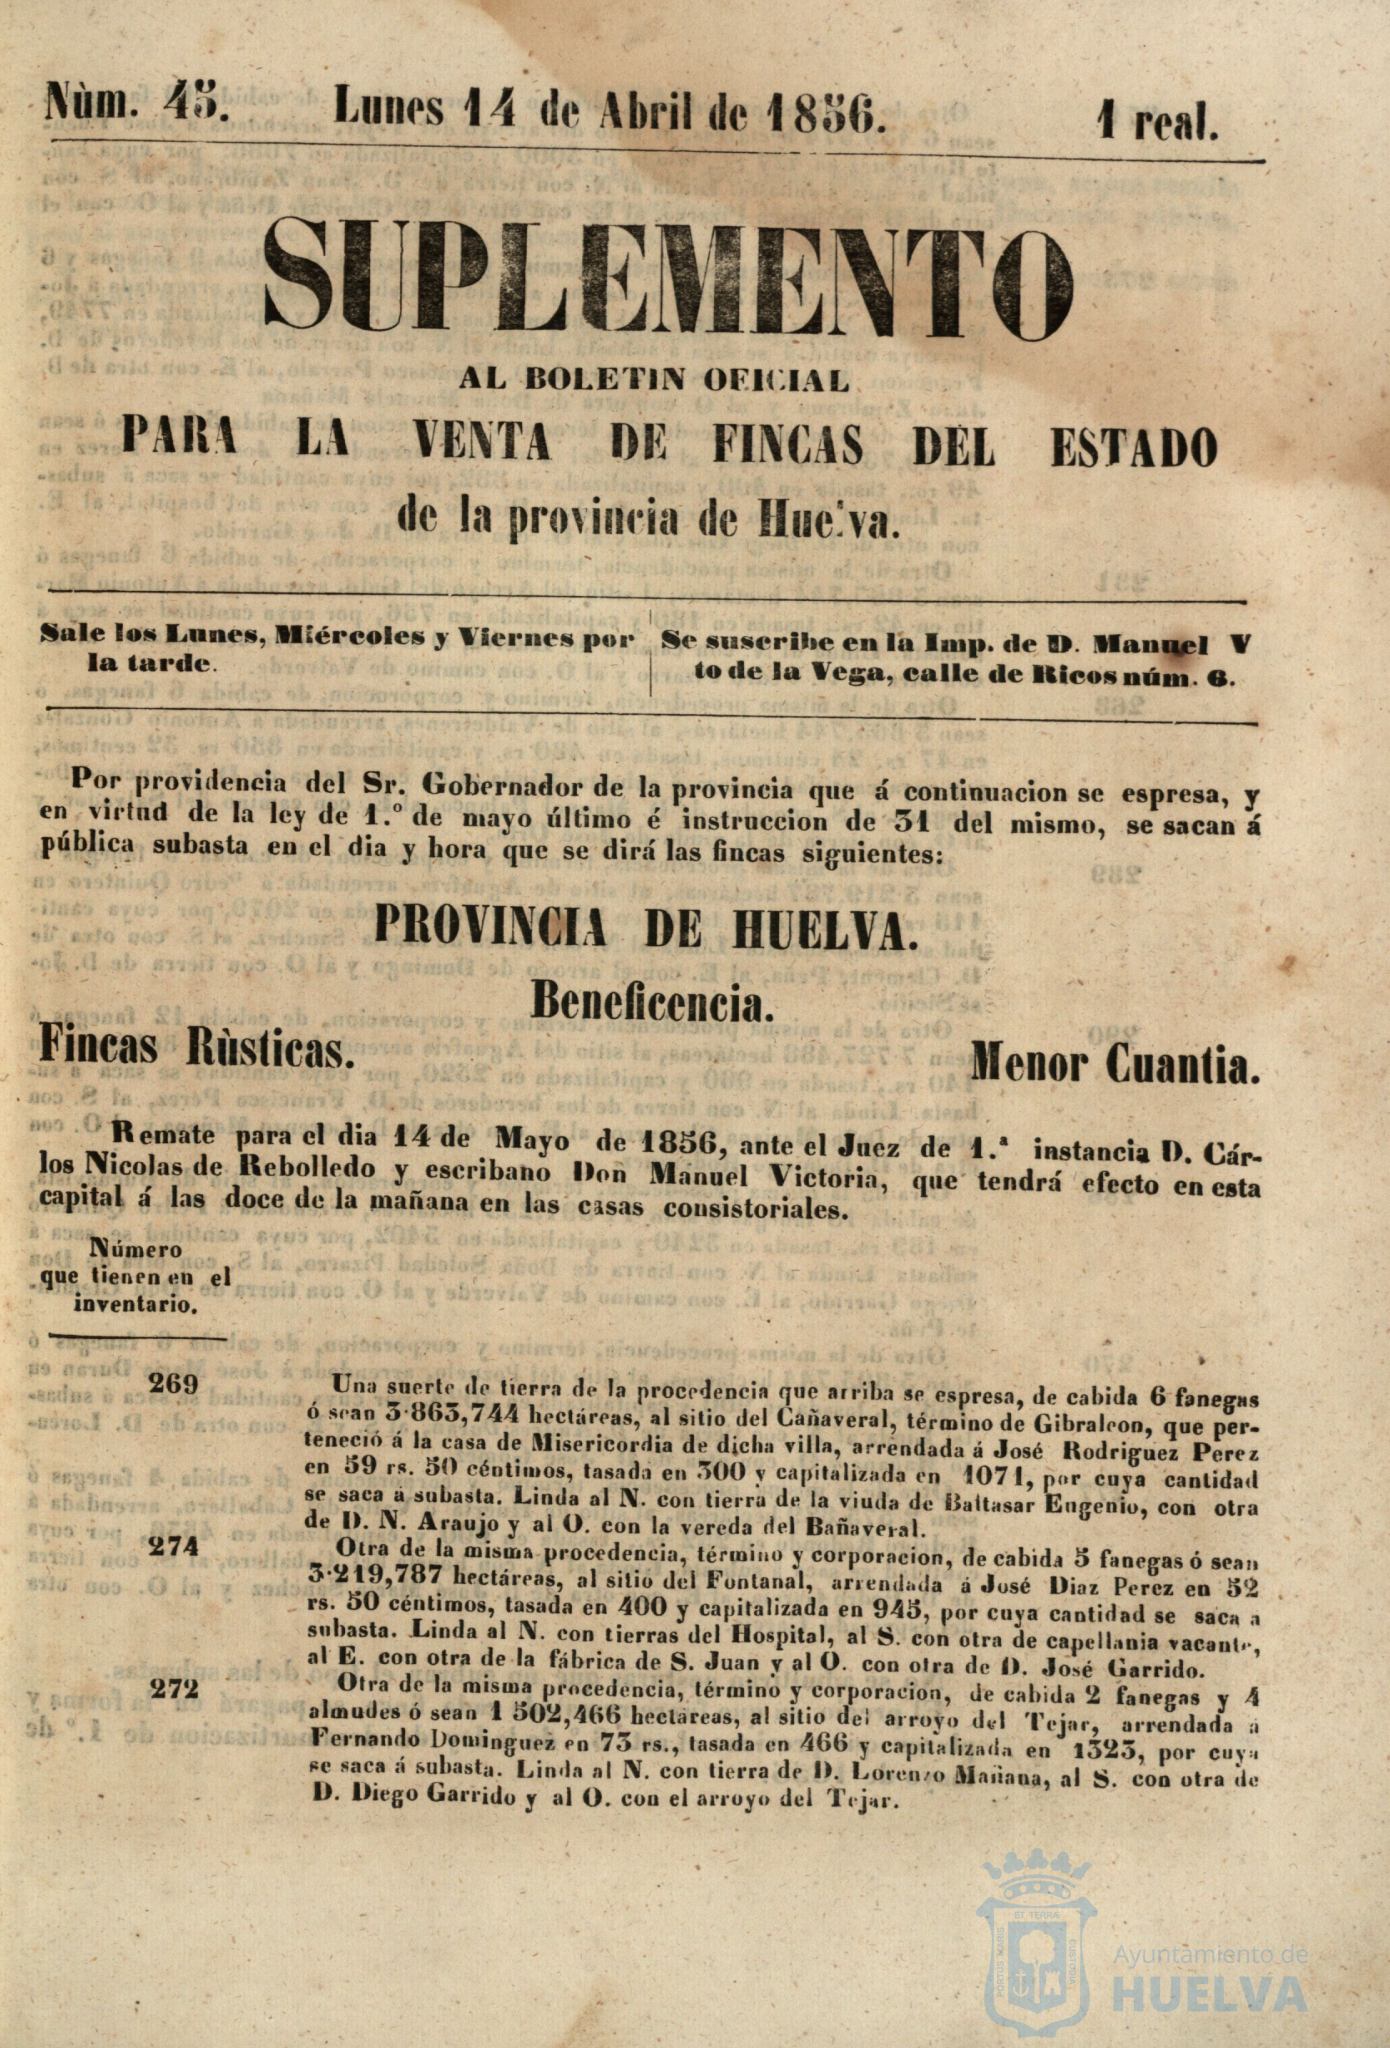 Nùm. 45. Lunes 14 de Abril de 1856. 1 real.
SUPLEMENTO
AL BOLETIN OFICIAL
PARA LA VENTA DE FINCAS DEL ESTADO
de la provincia de Huelva.
Sale los Lunes, Miércoles y Viernes por
la tarde.
Se suscribe en la Imp. de D. Manuel V
to de la Vega, calle de Ricos núm. 6.
Por providencia del Sr. Gobernador de la provincia que á continuacion se espresa, y
en virtud de la ley de 1.º de mayo último é instruccion de 31 del mismo, se sacan á
pública subasta en el dia y hora que se dirá las fincas siguientes:
PROVINCIA DE HUELVA.
Beneficencia.
Fincas Rùsticas. Menor Cuantia.
Remate para el dia 14 de Mayo de 1856, ante el Juez de 1.ª instancia D. Cár-
los Nicolas de Rebolledo y escribano Don Manuel Victoria, que tendrá efecto en esta
capital á las doce de la mañana en las casas consistoriales.
Número
que tienen en el
inventario.
269 Una suerte de tierra de la procedencia que arriba se espresa, de cabida 6 fanegas
ó sean 3·863,744 hectáreas, al sitio del Cañaveral, término de Gibraleon, que per-
teneció á la casa de Misericordia de dicha villa, arrendada á José Rodriguez Perez
en 59 rs. 50 céntimos, tasada en 300 y capitalizada en 1071, por cuya cantidad
se saca á subasta. Linda al N. con tierra de la viuda de Baltasar Eugenio, con otra
de D. N. Araujo y al O. con la vereda del Bañaveral.
274 Otra de la misma procedencia, término y corporacion, de cabida 5 fanegas ó sean
3·219,787 hectáreas, al sitio del Fontanal, arrendada á José Diaz Perez en 52
rs. 50 céntimos, tasada en 400 y capitalizada en 945, por cuya cantidad se saca a
subasta. Linda al N. con tierras del Hospital, al S. con otra de capellania vacante,
al E. con otra de la fábrica de S. Juan y al O. con otra de D. José Garrido.
272 Otra de la misma procedencia, término y corporacion, de cabida 2 fanegas y 4
almudes ó sean 1 502,466 hectáreas, al sitio del arroyo del Tejar, arrendada á
Fernando Dominguez en 73 rs., tasada en 466 y capitalizada en 1323, por cuya
se saca á subasta. Linda al N. con tierra de D. Lorenzo Mañana, al S. con otra de
D. Diego Garrido y al O. con el arroyo del Tejar.
ET TERRÆ
PORTUS MARIS
CUSTODIA
Ayuntamiento de
HUELVA